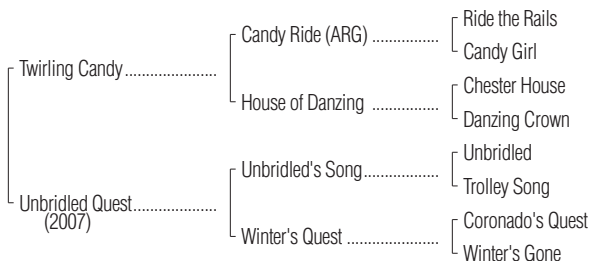 Ride the Rails
Candy Ride (ARG) ................
Candy Girl
Twirling Candy ......................
Chester House
House of Danzing ................
Danzing Crown
Unbridled
Unbridled's Song..................
Trolley Song
Unbridled Quest....................
(2007)
Coronado's Quest
Winter's Quest ......................
Winter's Gone